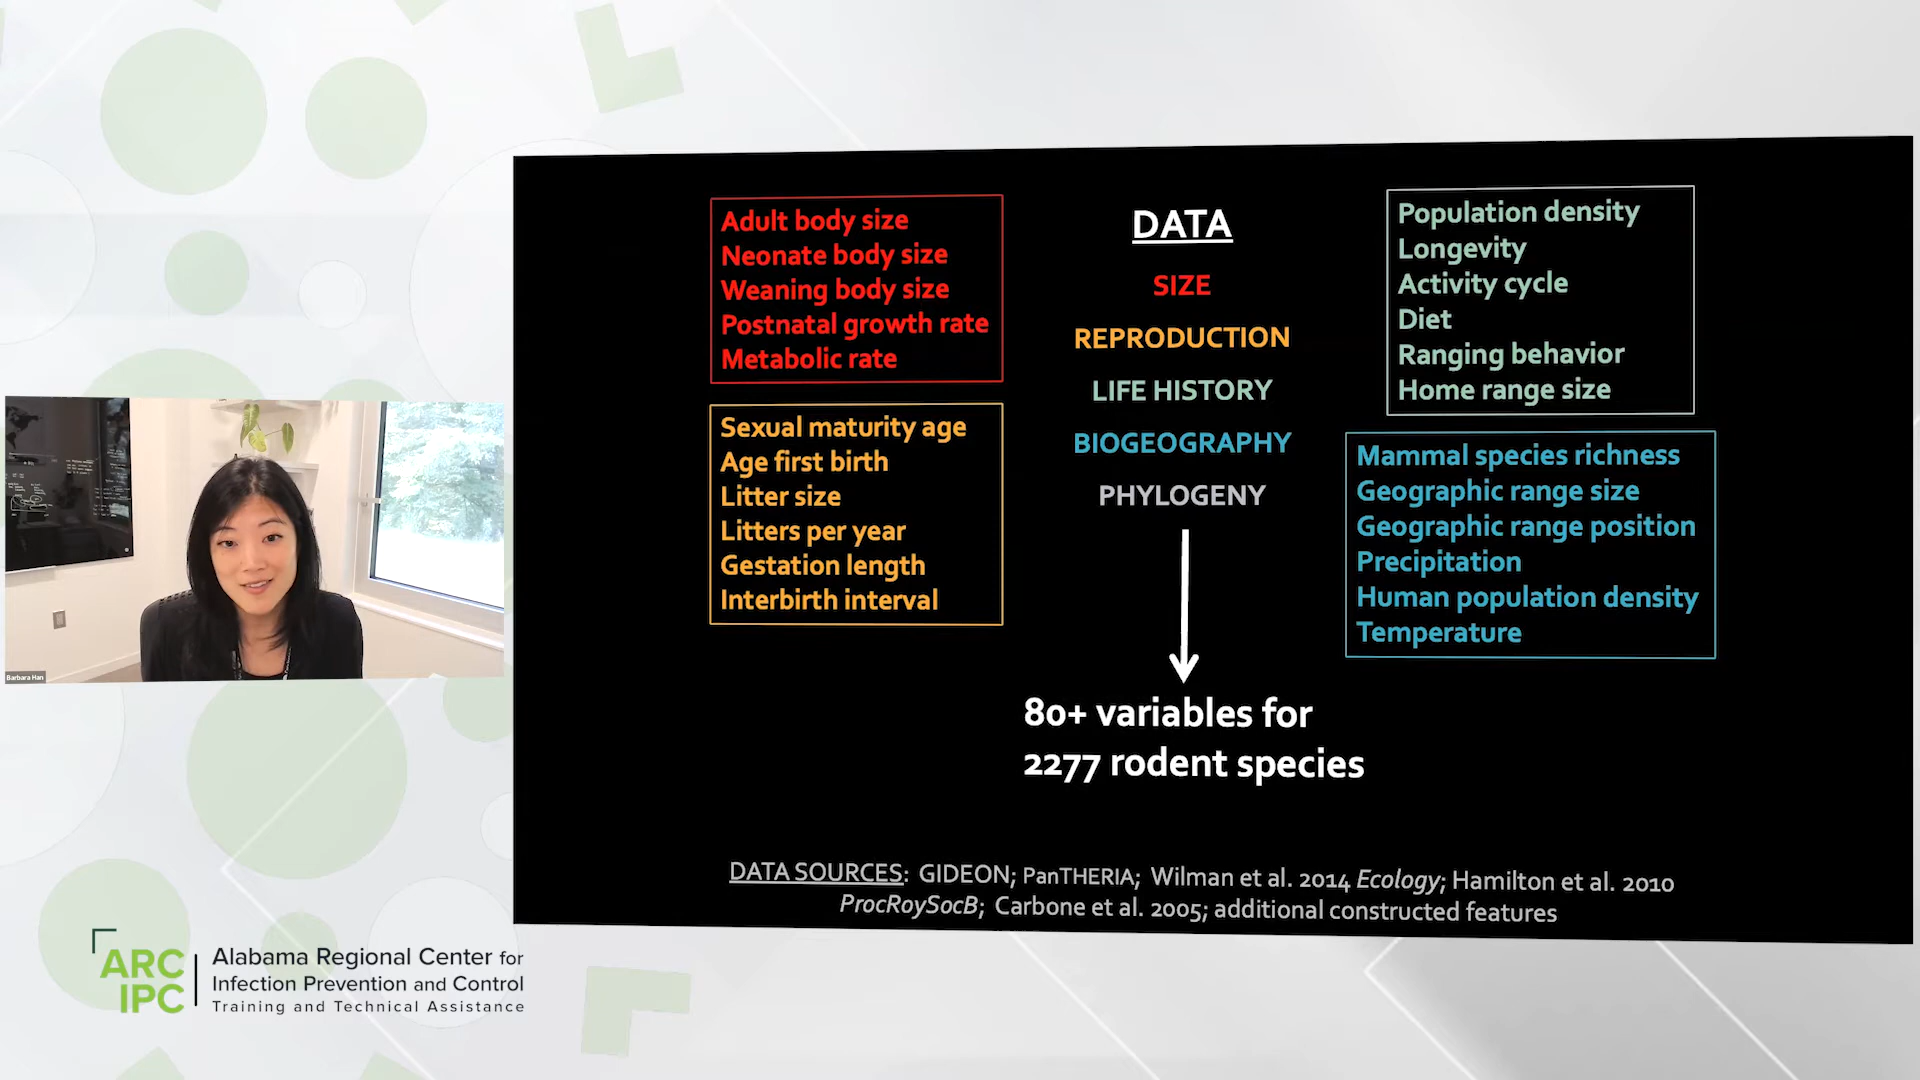 Adult body size
Neonate body size
Weaning body size
Postnatal growth rate
Metabolic rate
Sexual maturity age
Age first birth
Litter size
Litters per year
Gestation length
Interbirth interval
DATA
SIZE
REPRODUCTION
LIFE HISTORY
BIOGEOGRAPHY
PHYLOGENY
80+ variables for
2277 rodent species
Population density
Longevity
Activity cycle
Diet
Ranging behavior
Home range size
Mammal species richness
Geographic range size
Geographic range position
Precipitation
Human population density
Temperature
DATA SOURCES: GIDEON; PanTHERIA; Wilman et al. 2014 Ecology; Hamilton et al. 2010
ProcRoySocB; Carbone et al. 2005; additional constructed features
Barbara Han
ARC
IPC
Alabama Regional Center for
Infection Prevention and Control
Training and Technical Assistance